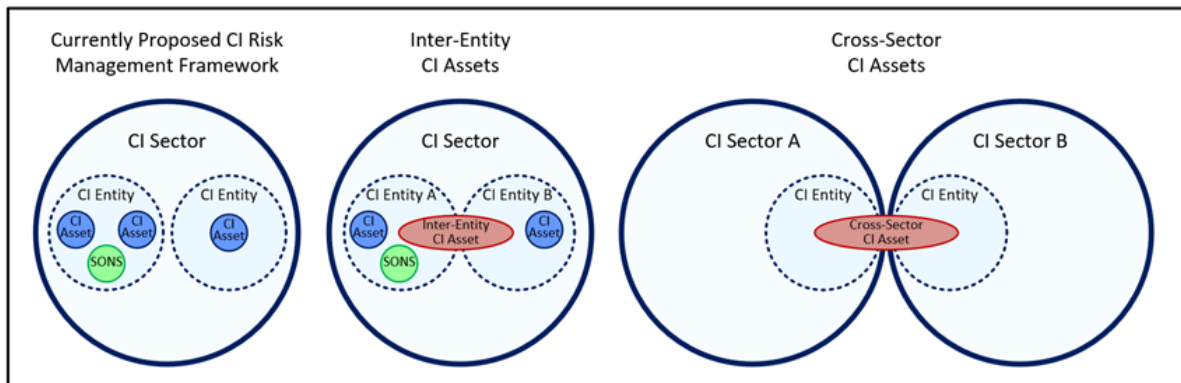 Currently Proposed CI Risk
Management Framework
CI Sector
CI Entity
CI
Asset
CI
Asset
SONS
CI Entity
CI
Asset
Inter-Entity
CI Assets
CI Sector
CI Entity A
CI
Asset
Inter-Entity
CI Asset
SONS
CI Entity B
CI
Asset
Cross-Sector
CI Assets
CI Sector A
CI Sector B
CI Entity
CI Entity
Cross-Sector
CI Asset